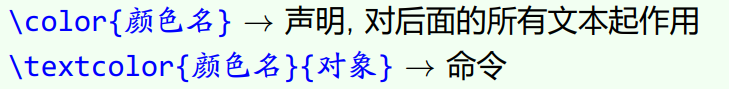 \color{颜色名} → 声明, 对后面的所有文本起作用
\textcolor{颜色名}{对象} → 命令